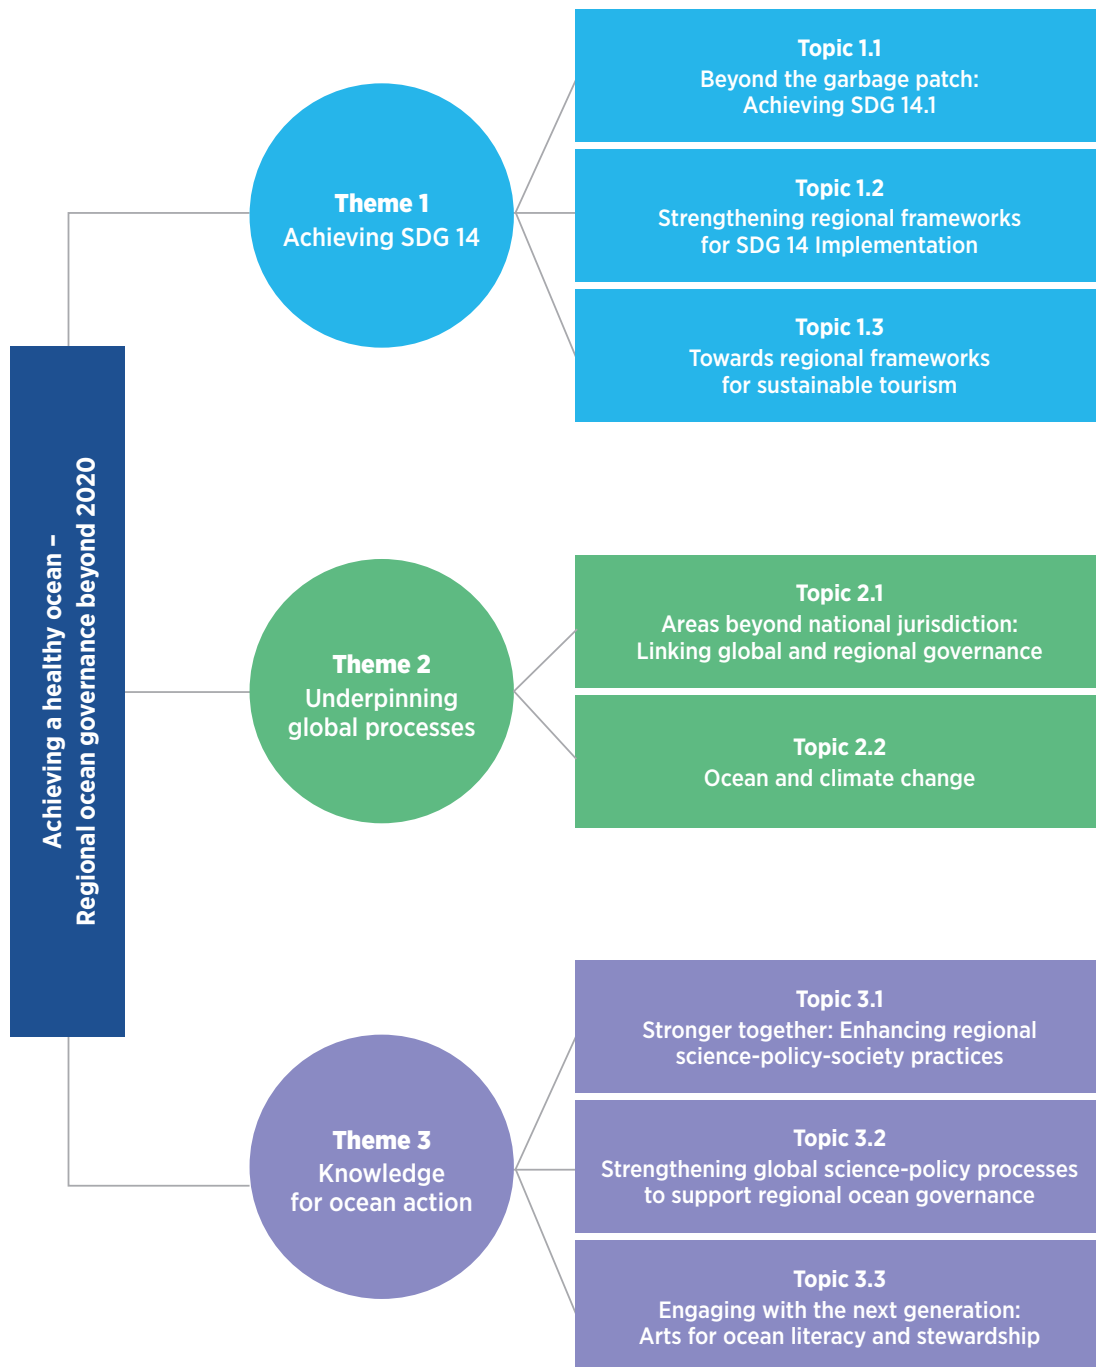 Achieving a healthy ocean –
Regional ocean governance beyond 2020
Theme 1
Achieving SDG 14
Topic 1.1
Beyond the garbage patch:
Achieving SDG 14.1
Topic 1.2
Strengthening regional frameworks
for SDG 14 Implementation
Topic 1.3
Towards regional frameworks
for sustainable tourism
Theme 2
Underpinning
global processes
Topic 2.1
Areas beyond national jurisdiction:
Linking global and regional governance
Topic 2.2
Ocean and climate change
Theme 3
Knowledge
for ocean action
Topic 3.1
Stronger together: Enhancing regional
science-policy-society practices
Topic 3.2
Strengthening global science-policy processes
to support regional ocean governance
Topic 3.3
Engaging with the next generation:
Arts for ocean literacy and stewardship